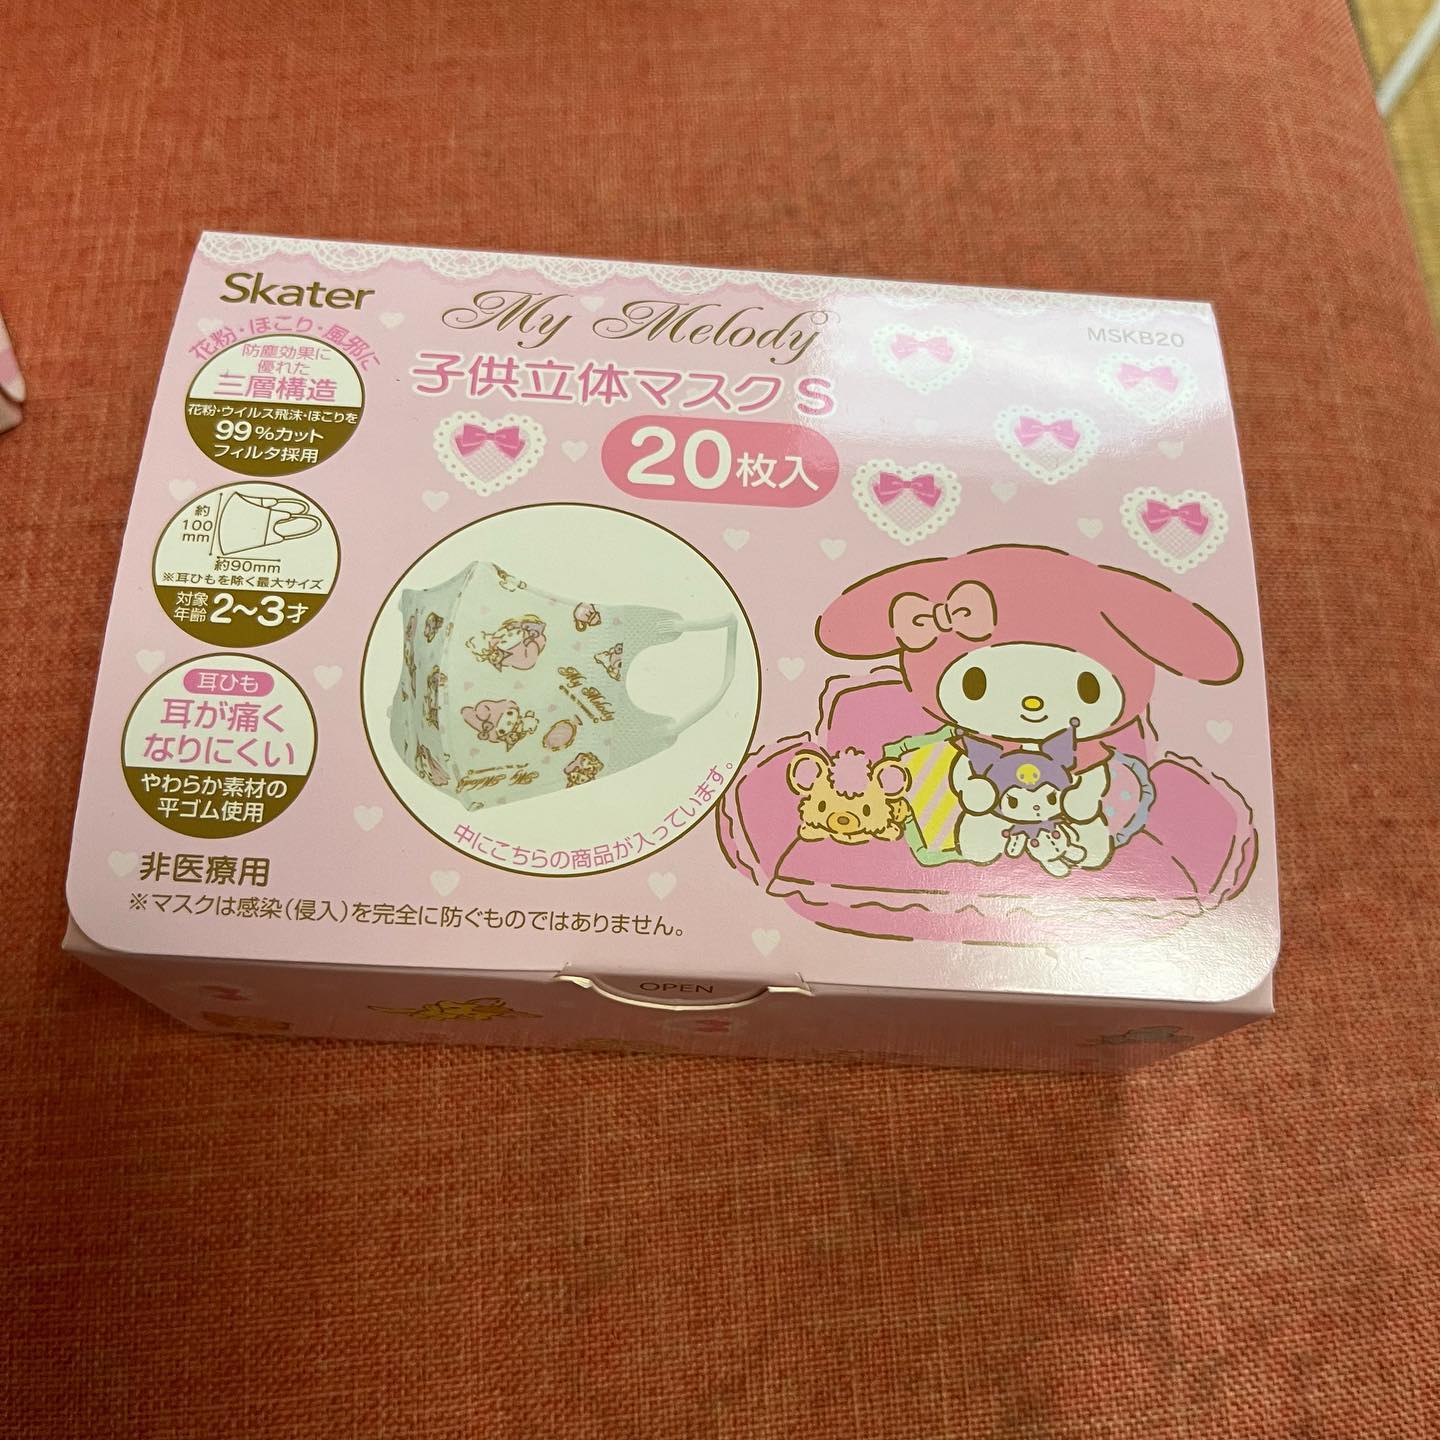 Skater
My Melody
MSKB20
子供立体マスク S
20枚入
花粉・ほこり・風邪に
防塵効果に
優れた
三層構造
花粉・ウイルス飛沫・ほこりを
99%カット
フィルタ採用
約
100
mm
約90mm
※耳ひもを除く最大サイズ
対象
年齢 2〜3才
耳ひも
耳が痛く
なりにくい
やわらか素材の
平ゴム使用
My Melody
My Melody
中にこちらの商品が入っています。
非医療用
※マスクは感染(侵入)を完全に防ぐものではありません。
OPEN